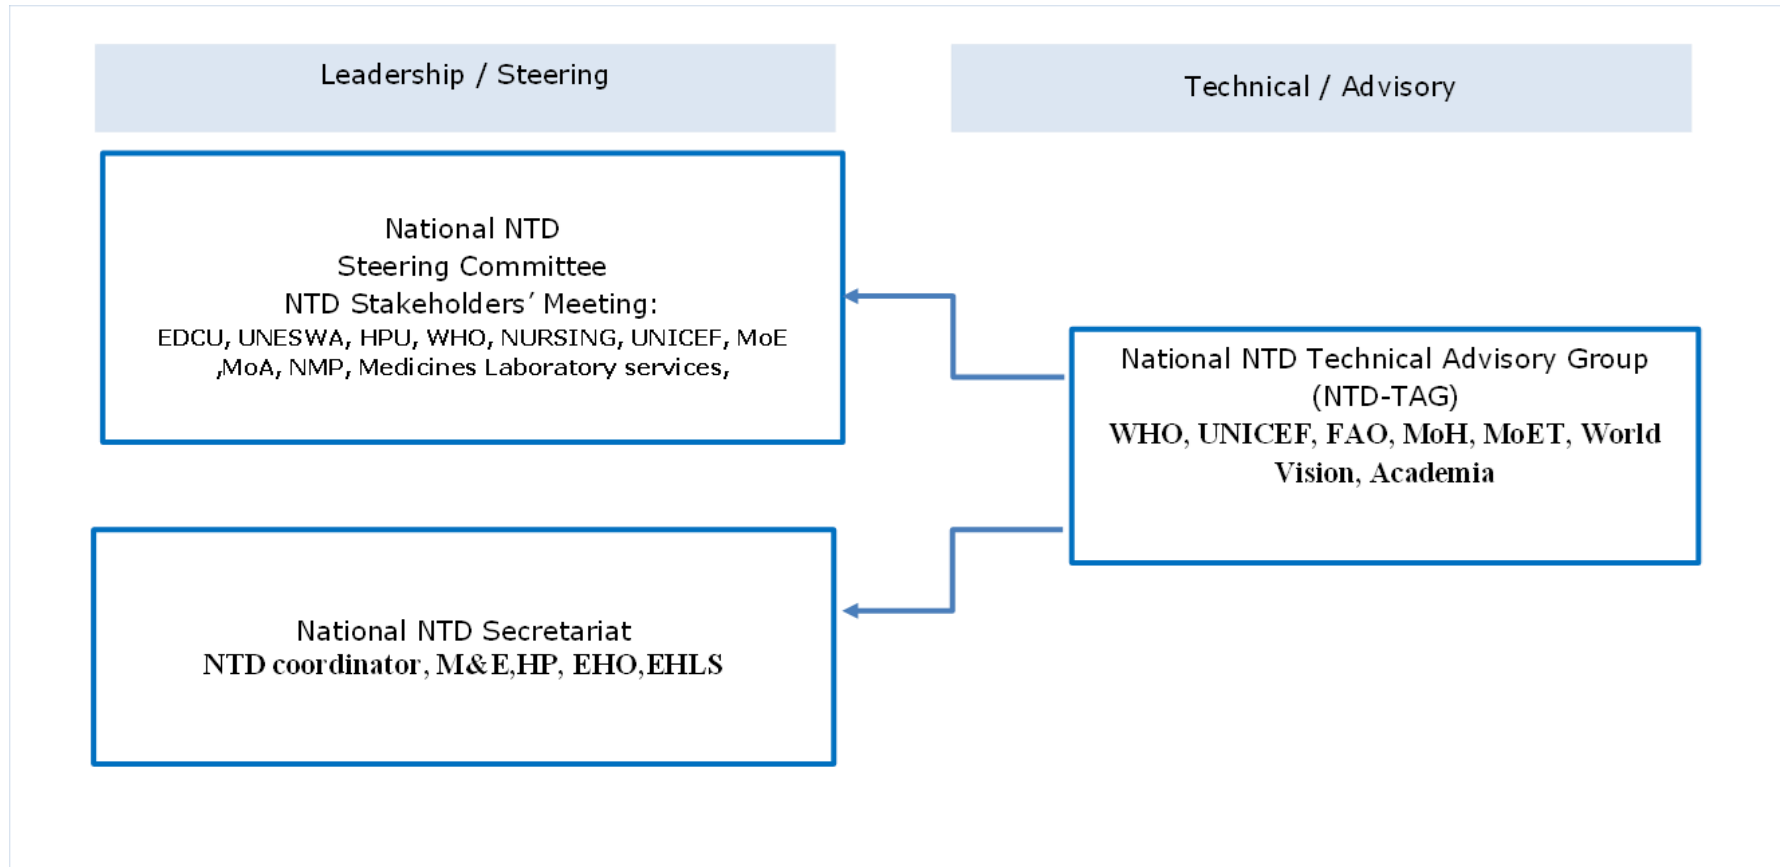 Leadership / Steering
Technical / Advisory
National NTD
Steering Committee
NTD Stakeholders’ Meeting:
EDCU, UNESWA, HPU, WHO, NURSING, UNICEF, MoE
,MoA, NMP, Medicines Laboratory services,
National NTD Technical Advisory Group
(NTD-TAG)
WHO, UNICEF, FAO, MoH, MoET, World
Vision, Academia
National NTD Secretariat
NTD coordinator, M&E,HP, EHO,EHLS